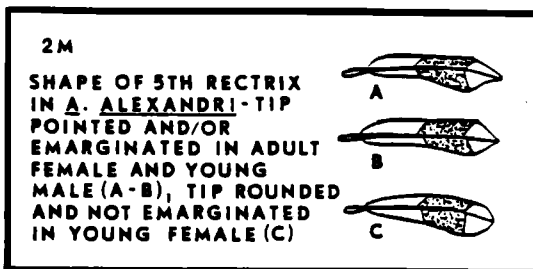 2M
SHAPE OF 5TH RECTRIX
IN A. ALEXANDRI-TIP
POINTED AND/OR
EMARGINATED IN ADULT
FEMALE AND YOUNG
MALE (A-B), TIP ROUNDED
AND NOT EMARGINATED
IN YOUNG FEMALE (C)
A
B
C